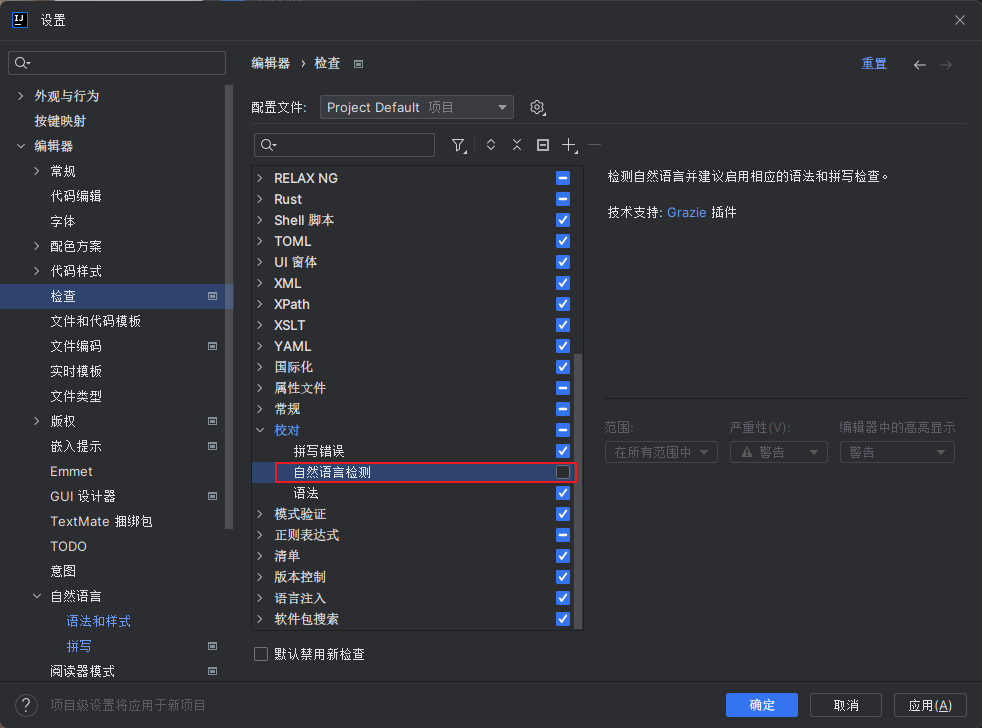 设置
外观与行为
按键映射
编辑器
常规
代码编辑
字体
配色方案
代码样式
检查
文件和代码模板
文件编码
实时模板
文件类型
版权
嵌入提示
Emmet
GUI 设计器
TextMate 捆绑包
TODO
意图
自然语言
语法和样式
拼写
阅读器模式
编辑器 › 检查
重置
配置文件: Project Default 项目
RELAX NG
Rust
Shell 脚本
TOML
UI 窗体
XML
XPath
XSLT
YAML
国际化
属性文件
常规
校对
拼写错误
自然语言检测
语法
模式验证
正则表达式
清单
版本控制
语言注入
软件包搜索
默认禁用新检查
检测自然语言并建议启用相应的语法和拼写检查。
技术支持: Grazie 插件
范围: 严重性(V): 编辑器中的高亮显示
在所有范围中 警告 警告
? 项目级设置将应用于新项目
确定 取消 应用(A)